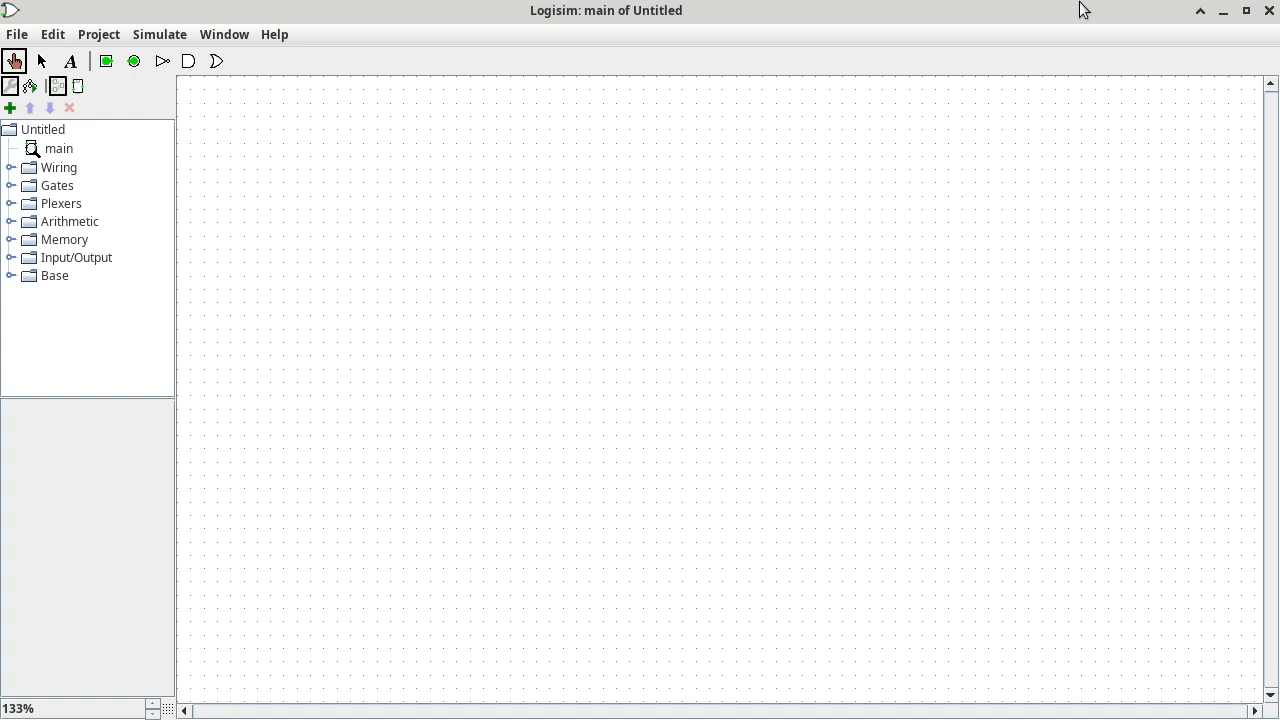 Logisim: main of Untitled
File Edit Project Simulate Window Help
A
Untitled
main
Wiring
Gates
Plexers
Arithmetic
Memory
Input/Output
Base
133%